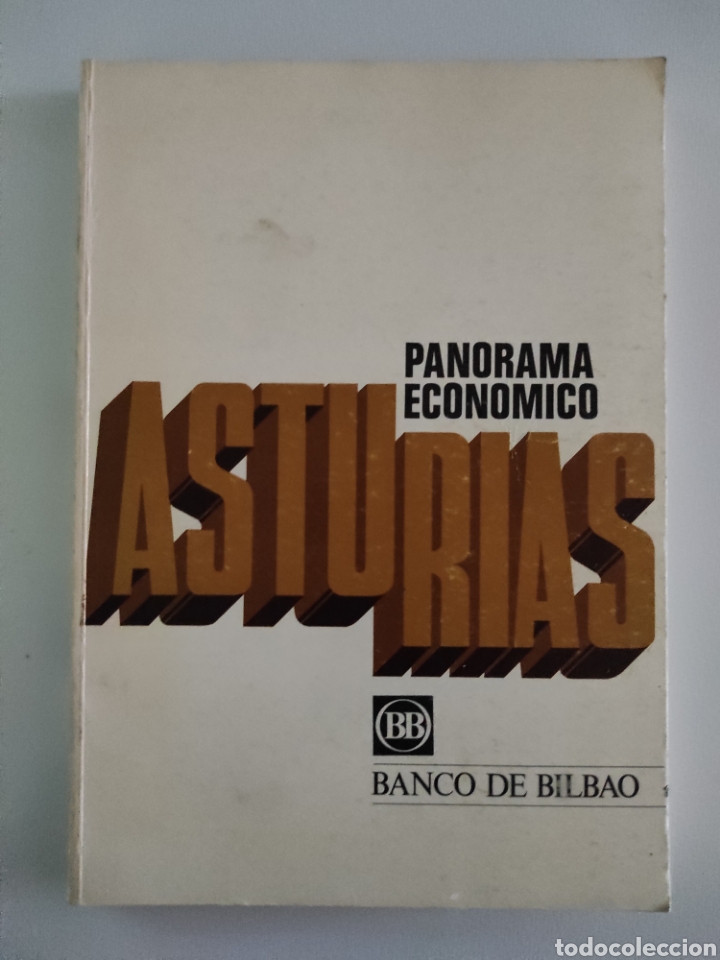 PANORAMA
ECONOMICO
ASTURIAS
BB
BANCO DE BILBAO
todocoleccion